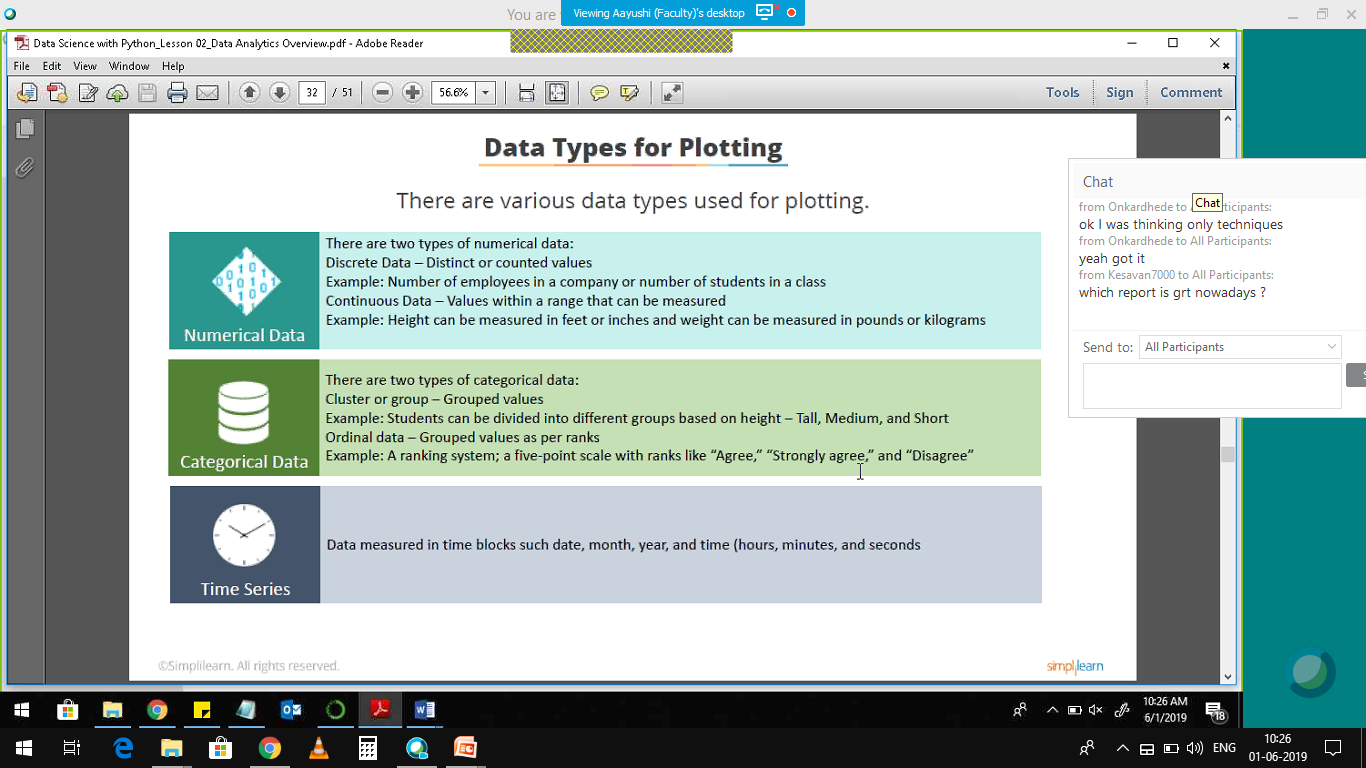 You are
Viewing Aayushi (Faculty)'s desktop
Data Science with Python_Lesson 02_Data Analytics Overview.pdf - Adobe Reader
File Edit View Window Help
32 / 51
56.6%
Tools Sign Comment
Data Types for Plotting
There are various data types used for plotting.
Numerical Data
There are two types of numerical data:
Discrete Data – Distinct or counted values
Example: Number of employees in a company or number of students in a class
Continuous Data – Values within a range that can be measured
Example: Height can be measured in feet or inches and weight can be measured in pounds or kilograms
Categorical Data
There are two types of categorical data:
Cluster or group – Grouped values
Example: Students can be divided into different groups based on height – Tall, Medium, and Short
Ordinal data – Grouped values as per ranks
Example: A ranking system; a five-point scale with ranks like “Agree,” “Strongly agree,” and “Disagree”
Time Series
Data measured in time blocks such date, month, year, and time (hours, minutes, and seconds
©Simplilearn. All rights reserved.
simplilearn
Chat
from Onkardhede to ticipants:
Chat
ok I was thinking only techniques
from Onkardhede to All Participants:
yeah got it
from Kesavan7000 to All Participants:
which report is grt nowadays ?
Send to: All Participants
10:26 AM
6/1/2019
18
ENG
10:26
01-06-2019